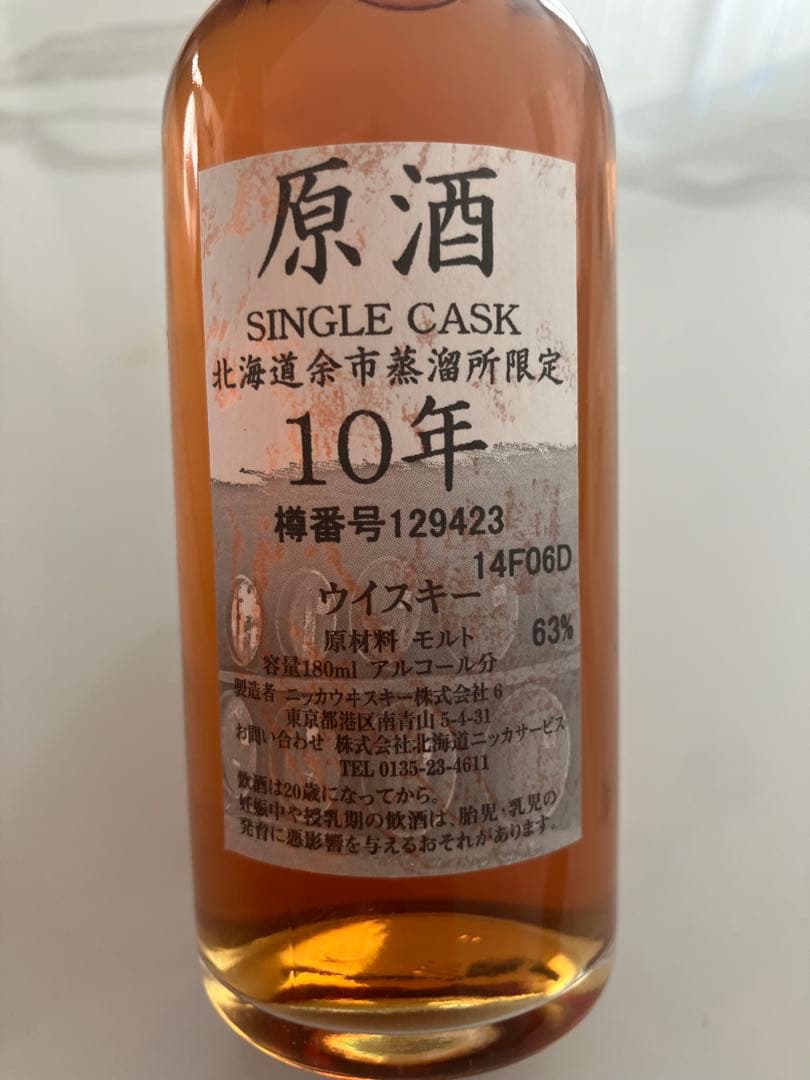 原酒
SINGLE CASK
北海道余市蒸溜所限定
10年
樽番号129423
14F06D
ウイスキー
原材料 モルト 63%
容量180ml アルコール分
製造者 ニッカウヰスキー株式会社 6
東京都港区南青山 5-4-31
お問い合わせ 株式会社北海道ニッカサービス
TEL 0135-23-4611
飲酒は20歳になってから。
妊娠中や授乳期の飲酒は、胎児・乳児の
発育に悪影響を与えるおそれがあります。